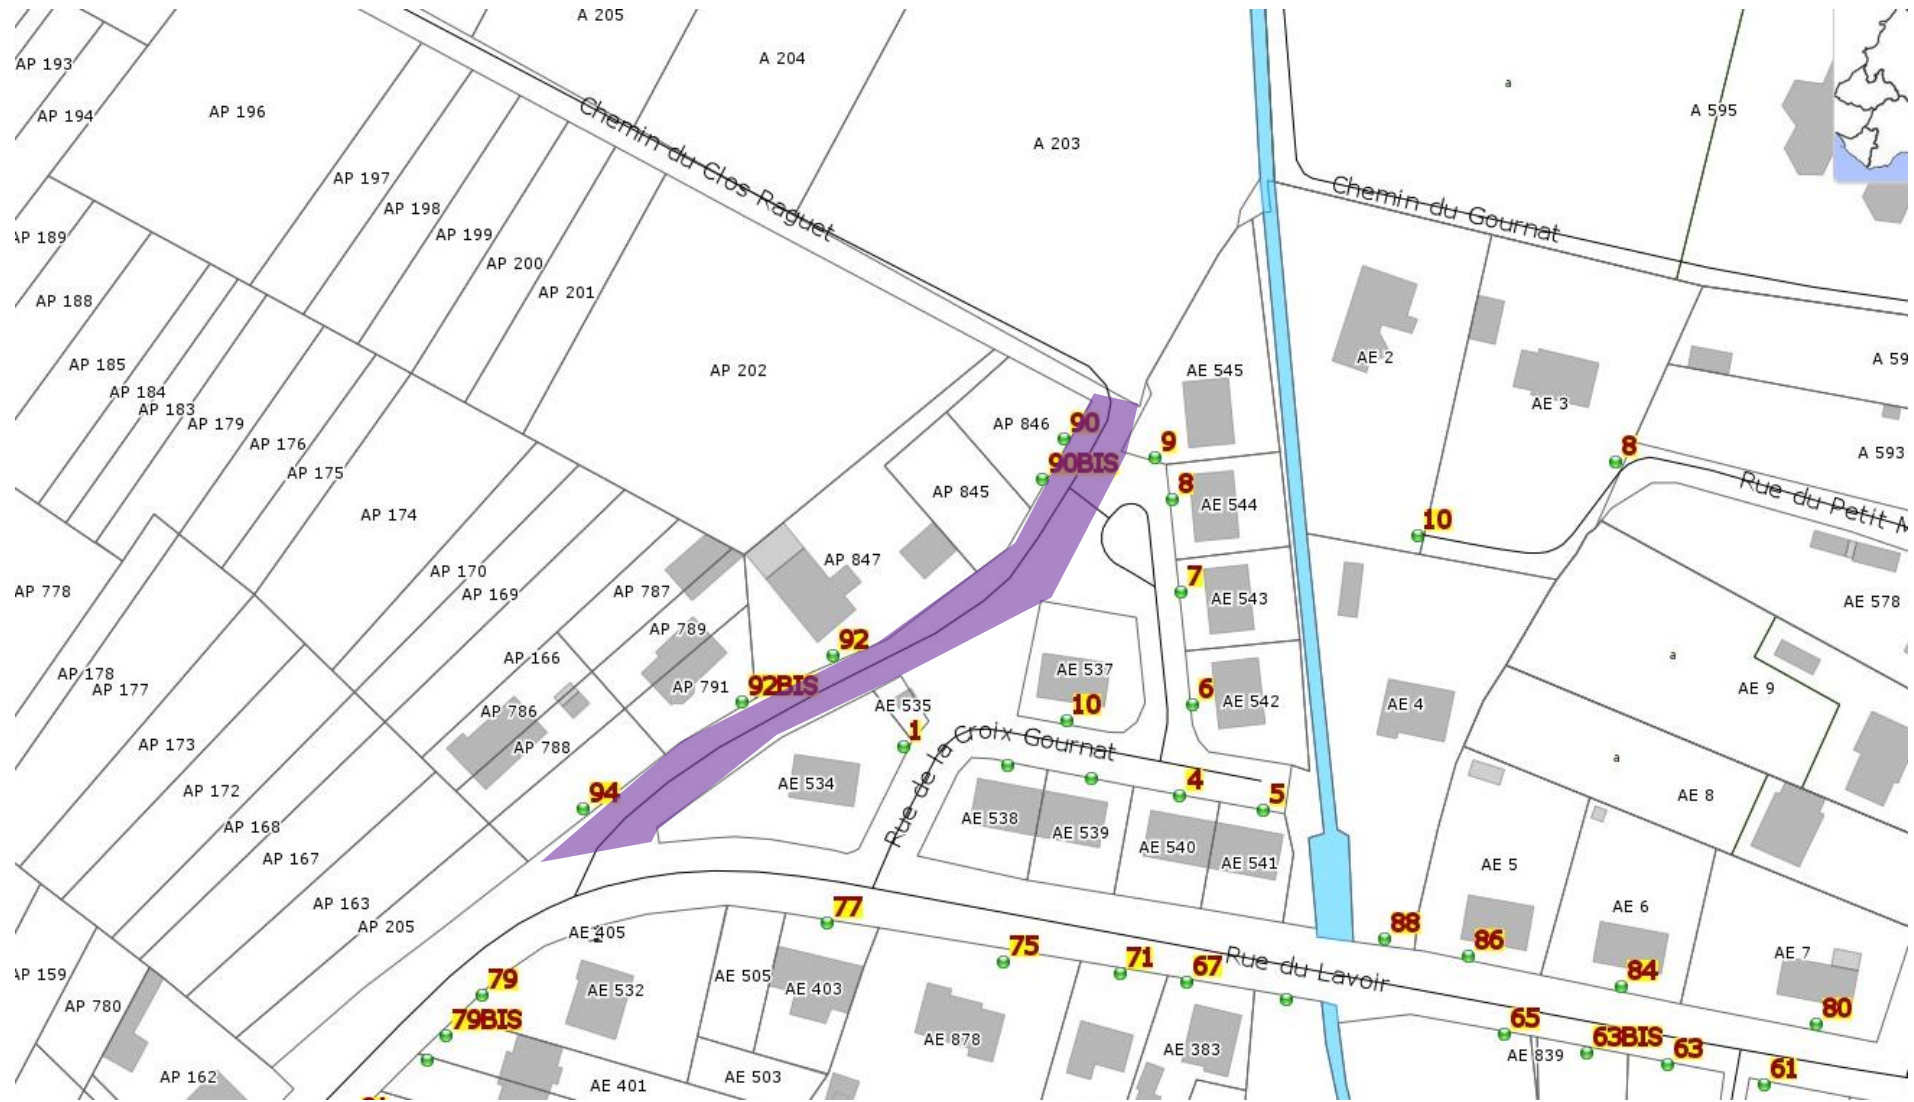 A 205
AP 193
A 204
a
AP 196
A 595
AP 194
Chemin du Clos Raguet
A 203
AP 197
Chemin du Gournat
AP 198
AP 199
AP 189
AP 200
AP 201
AP 188
AE 2
A 59
AP 185
AP 202
AE 545
AP 184
AE 3
AP 183
AP 179
AP 846
90
9
8
AP 176
A 593
90BIS
AP 175
8
Rue du Petit M
AP 845
AE 544
AP 174
10
AP 847
AP 170
7
AP 778
AP 787
AP 169
AE 543
AE 578
AP 789
92
AP 166
a
AP 178
AE 537
AP 177
AP 791
92BIS
6
AE 9
AE 535
AE 542
AE 4
AP 786
10
1
AP 173
AP 788
Rue de la Croix Gournat
a
AE 534
4
5
AP 172
94
AE 8
AE 538
AP 168
AE 539
AE 540
AP 167
AE 541
AE 5
AP 163
77
AE 6
AP 205
AE 405
88
86
75
71
67
Rue du Lavoir
AE 7
AP 159
AE 505
84
79
AE 532
AE 403
AP 780
80
79BIS
65
AE 878
63BIS
63
AE 383
AE 839
61
AP 162
AE 401
AE 503